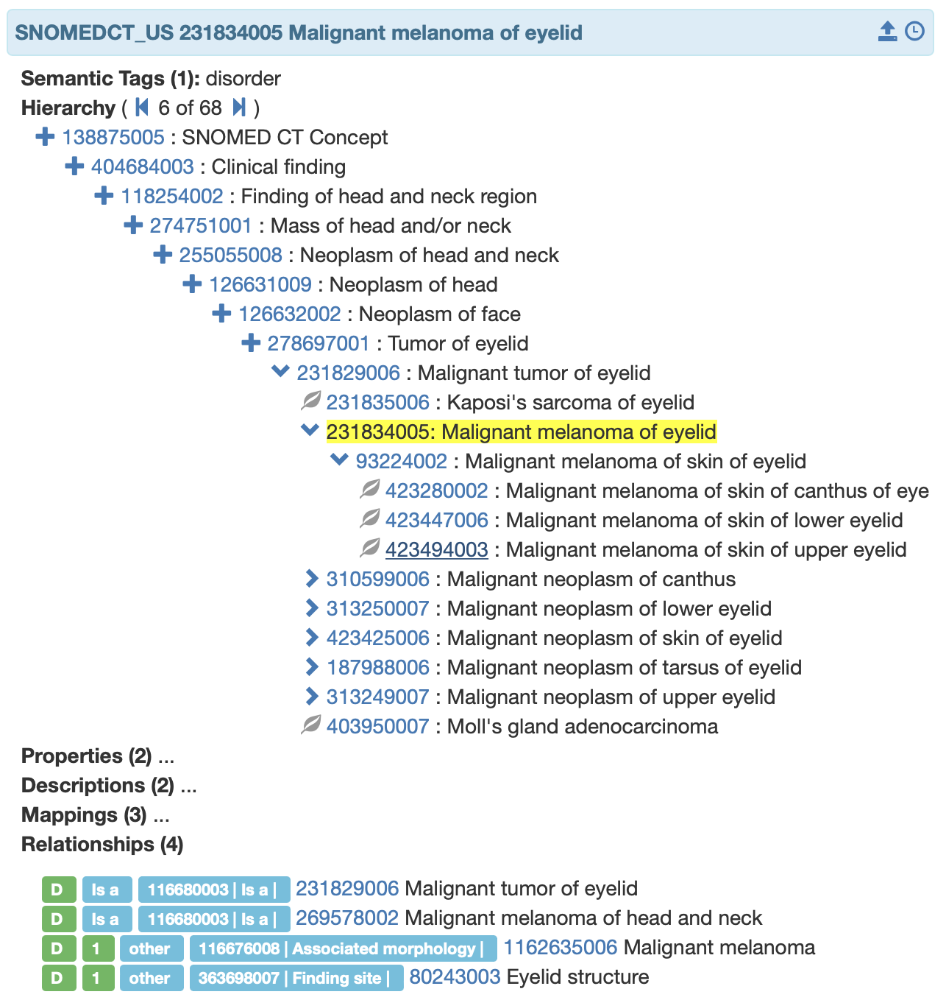 SNOMEDCT_US 231834005 Malignant melanoma of eyelid
Semantic Tags (1): disorder
Hierarchy ( 6 of 68 )
138875005 : SNOMED CT Concept
404684003 : Clinical finding
118254002 : Finding of head and neck region
274751001 : Mass of head and/or neck
255055008 : Neoplasm of head and neck
126631009 : Neoplasm of head
126632002 : Neoplasm of face
278697001 : Tumor of eyelid
231829006 : Malignant tumor of eyelid
231835006 : Kaposi's sarcoma of eyelid
231834005: Malignant melanoma of eyelid
93224002 : Malignant melanoma of skin of eyelid
423280002 : Malignant melanoma of skin of canthus of eye
423447006 : Malignant melanoma of skin of lower eyelid
423494003 : Malignant melanoma of skin of upper eyelid
310599006 : Malignant neoplasm of canthus
313250007 : Malignant neoplasm of lower eyelid
423425006 : Malignant neoplasm of skin of eyelid
187988006 : Malignant neoplasm of tarsus of eyelid
313249007 : Malignant neoplasm of upper eyelid
403950007 : Moll's gland adenocarcinoma
Properties (2) ...
Descriptions (2) ...
Mappings (3) ...
Relationships (4)
D Is a 116680003 | Is a | 231829006 Malignant tumor of eyelid
D Is a 116680003 | Is a | 269578002 Malignant melanoma of head and neck
D 1 other 116676008 | Associated morphology | 1162635006 Malignant melanoma
D 1 other 363698007 | Finding site | 80243003 Eyelid structure